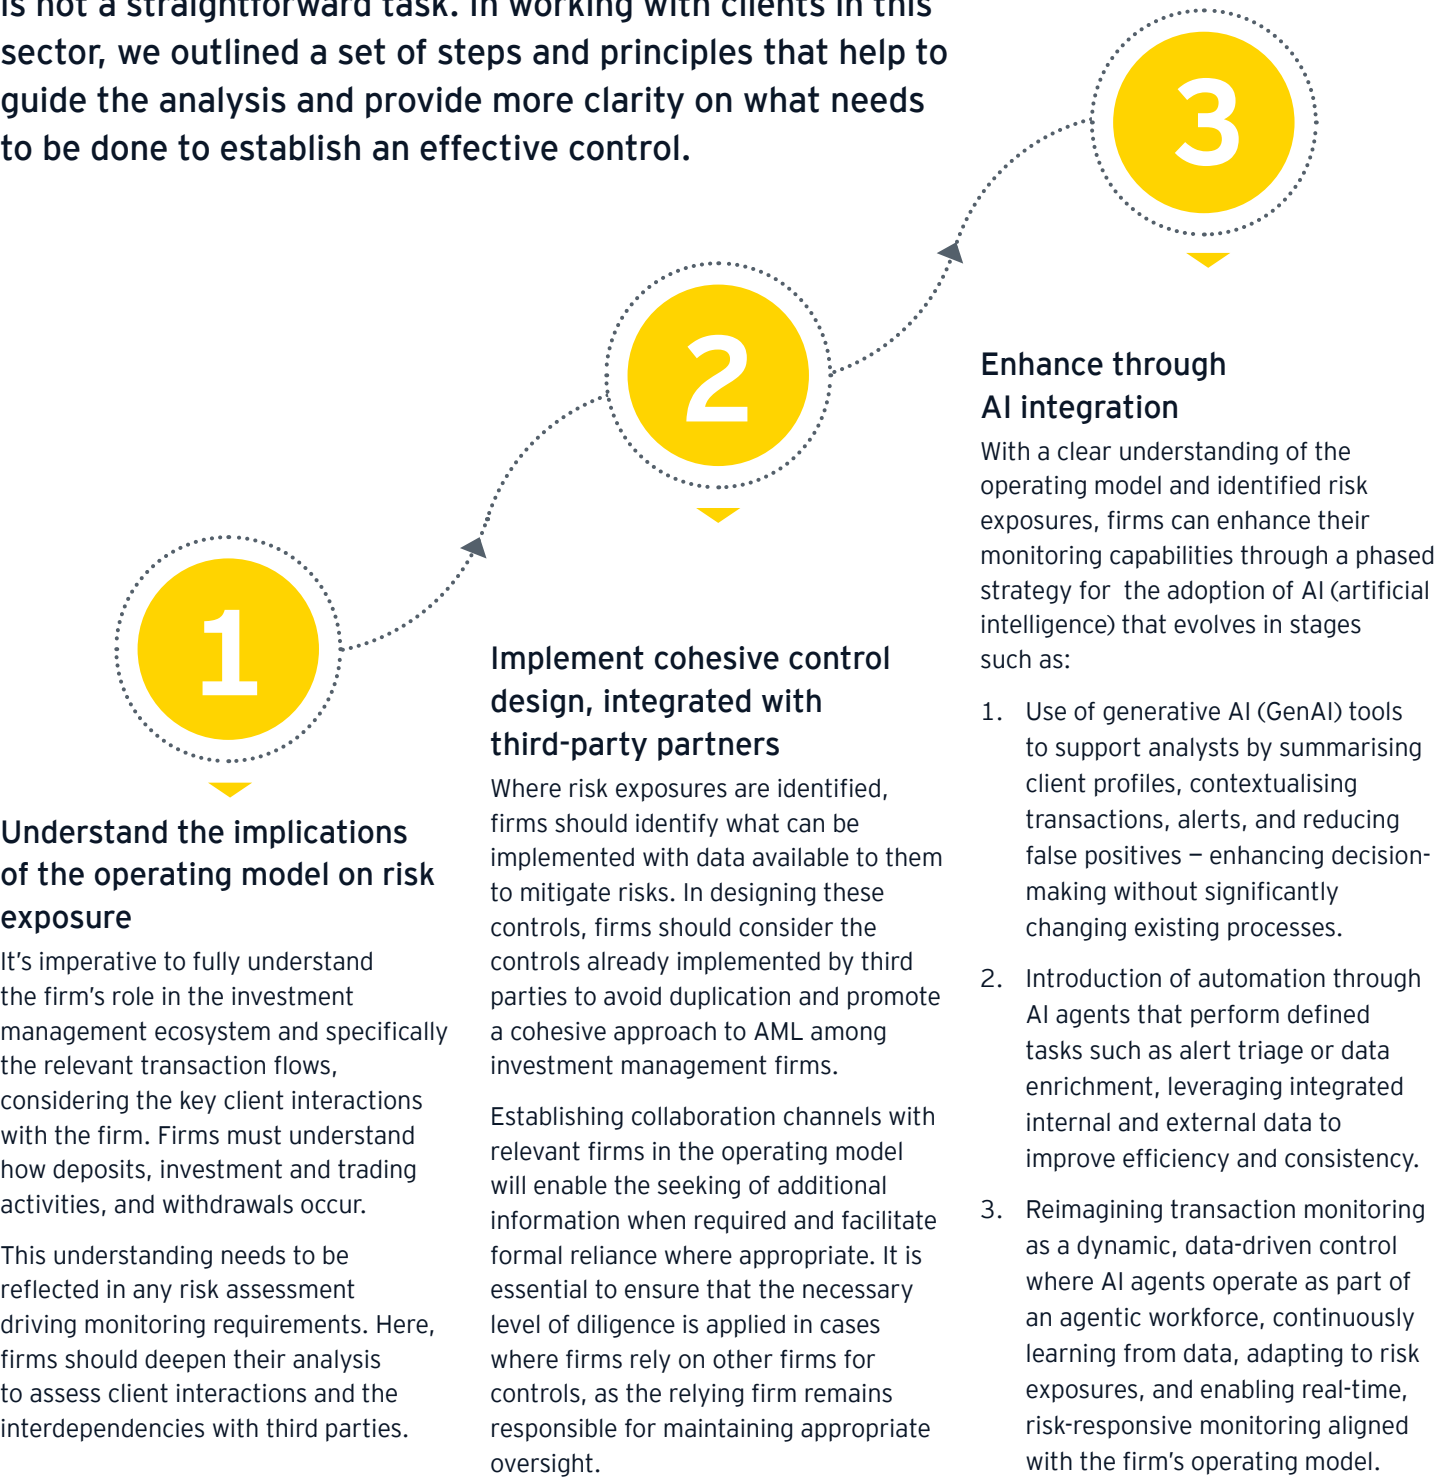 is not a straightforward task. In working with clients in this
sector, we outlined a set of steps and principles that help to
guide the analysis and provide more clarity on what needs
to be done to establish an effective control.
1
Understand the implications
of the operating model on risk
exposure
It's imperative to fully understand
the firm's role in the investment
management ecosystem and specifically
the relevant transaction flows,
considering the key client interactions
with the firm. Firms must understand
how deposits, investment and trading
activities, and withdrawals occur.
This understanding needs to be
reflected in any risk assessment
driving monitoring requirements. Here,
firms should deepen their analysis
to assess client interactions and the
interdependencies with third parties.
2
Implement cohesive control
design, integrated with
third-party partners
Where risk exposures are identified,
firms should identify what can be
implemented with data available to them
to mitigate risks. In designing these
controls, firms should consider the
controls already implemented by third
parties to avoid duplication and promote
a cohesive approach to AML among
investment management firms.
Establishing collaboration channels with
relevant firms in the operating model
will enable the seeking of additional
information when required and facilitate
formal reliance where appropriate. It is
essential to ensure that the necessary
level of diligence is applied in cases
where firms rely on other firms for
controls, as the relying firm remains
responsible for maintaining appropriate
oversight.
3
Enhance through
AI integration
With a clear understanding of the
operating model and identified risk
exposures, firms can enhance their
monitoring capabilities through a phased
strategy for  the adoption of AI (artificial
intelligence) that evolves in stages
such as:
1. Use of generative AI (GenAI) tools
to support analysts by summarising
client profiles, contextualising
transactions, alerts, and reducing
false positives – enhancing decision-
making without significantly
changing existing processes.
2. Introduction of automation through
AI agents that perform defined
tasks such as alert triage or data
enrichment, leveraging integrated
internal and external data to
improve efficiency and consistency.
3. Reimagining transaction monitoring
as a dynamic, data-driven control
where AI agents operate as part of
an agentic workforce, continuously
learning from data, adapting to risk
exposures, and enabling real-time,
risk-responsive monitoring aligned
with the firm's operating model.